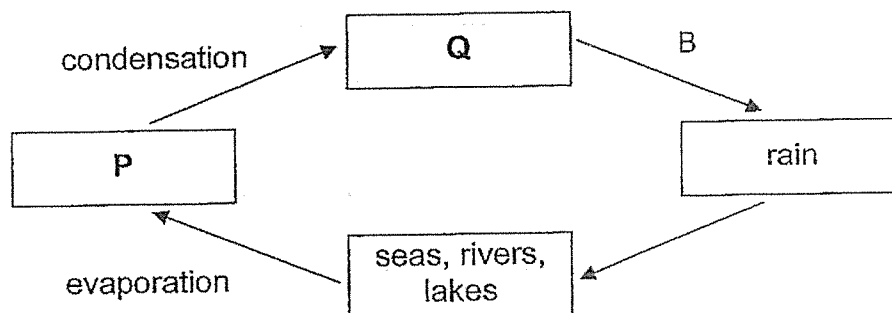 condensation
Q
B
P
rain
evaporation
seas, rivers,
lakes